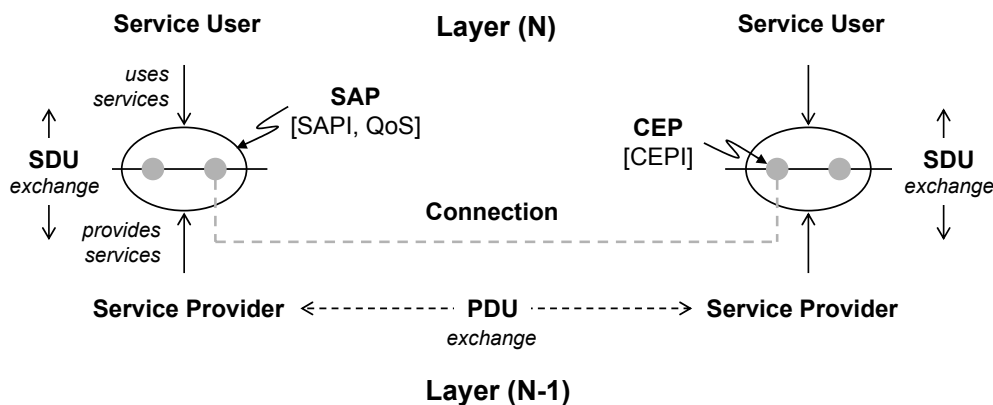 Service User
Layer (N)
Service User
uses
services
SAP
[SAPI, QoS]
CEP
[CEPI]
SDU
exchange
SDU
exchange
Connection
provides
services
Service Provider
PDU
exchange
Service Provider
Layer (N-1)